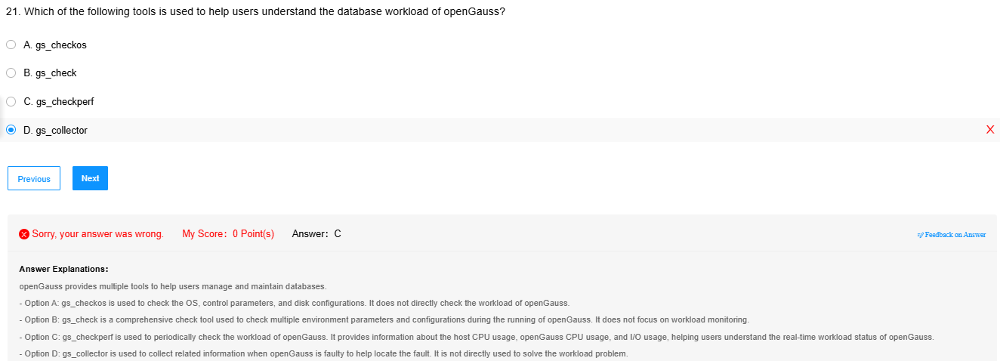 21. Which of the following tools is used to help users understand the database workload of openGauss?
A. gs_checkos
B. gs_check
C. gs_checkperf
D. gs_collector
X
Previous Next
Sorry, your answer was wrong. My Score: 0 Point(s) Answer: C Feedback on Answer
Answer Explanations:
openGauss provides multiple tools to help users manage and maintain databases.
- Option A: gs_checkos is used to check the OS, control parameters, and disk configurations. It does not directly check the workload of openGauss.
- Option B: gs_check is a comprehensive check tool used to check multiple environment parameters and configurations during the running of openGauss. It does not focus on workload monitoring.
- Option C: gs_checkperf is used to periodically check the workload of openGauss. It provides information about the host CPU usage, openGauss CPU usage, and I/O usage, helping users understand the real-time workload status of openGauss.
- Option D: gs_collector is used to collect related information when openGauss is faulty to help locate the fault. It is not directly used to solve the workload problem.